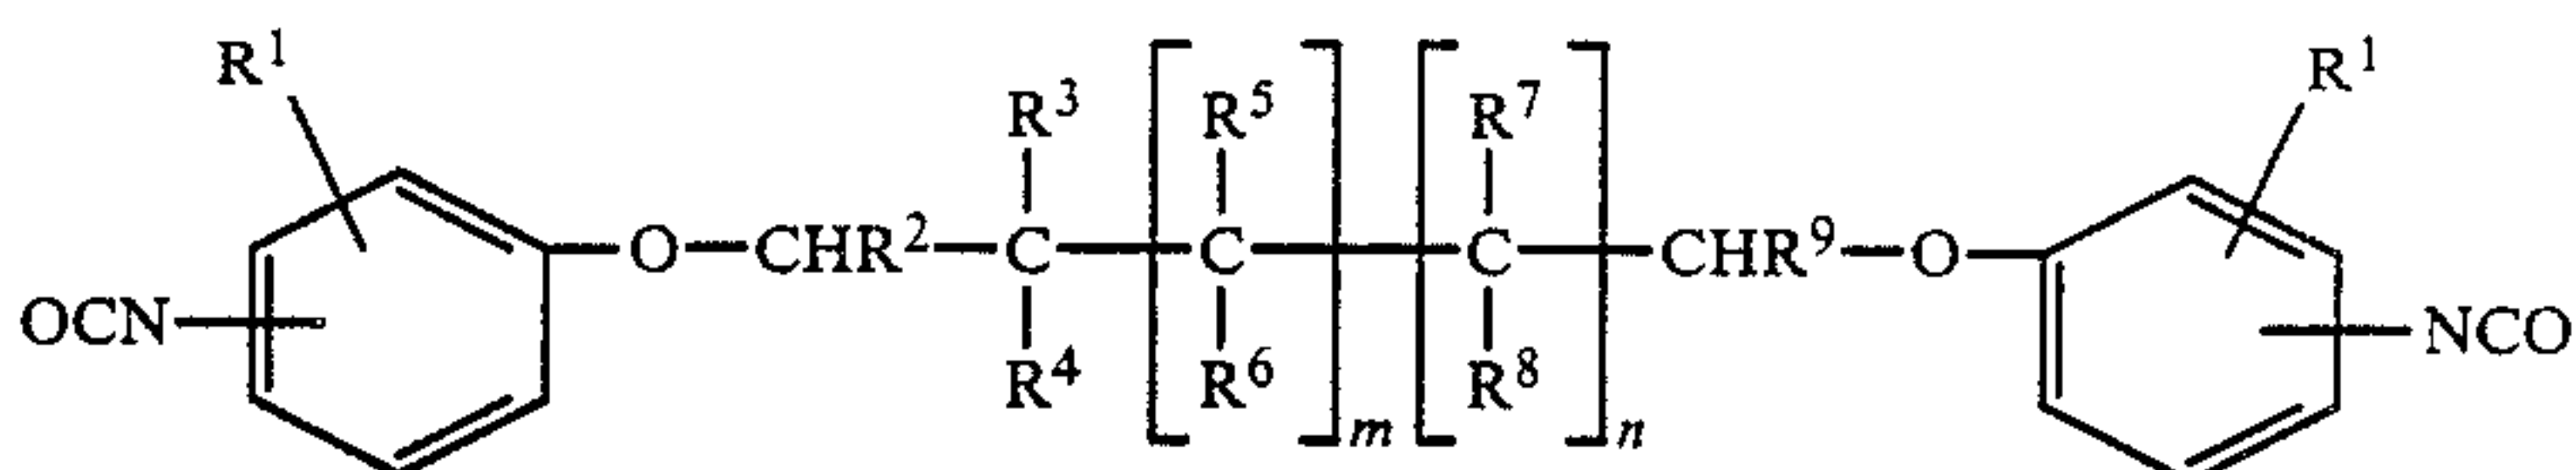 R¹ R¹
R³ R⁵ R⁷
O—CHR²—C—C—C—CHR⁹—O
OCN NCO
R⁴ R⁶ m R⁸ n